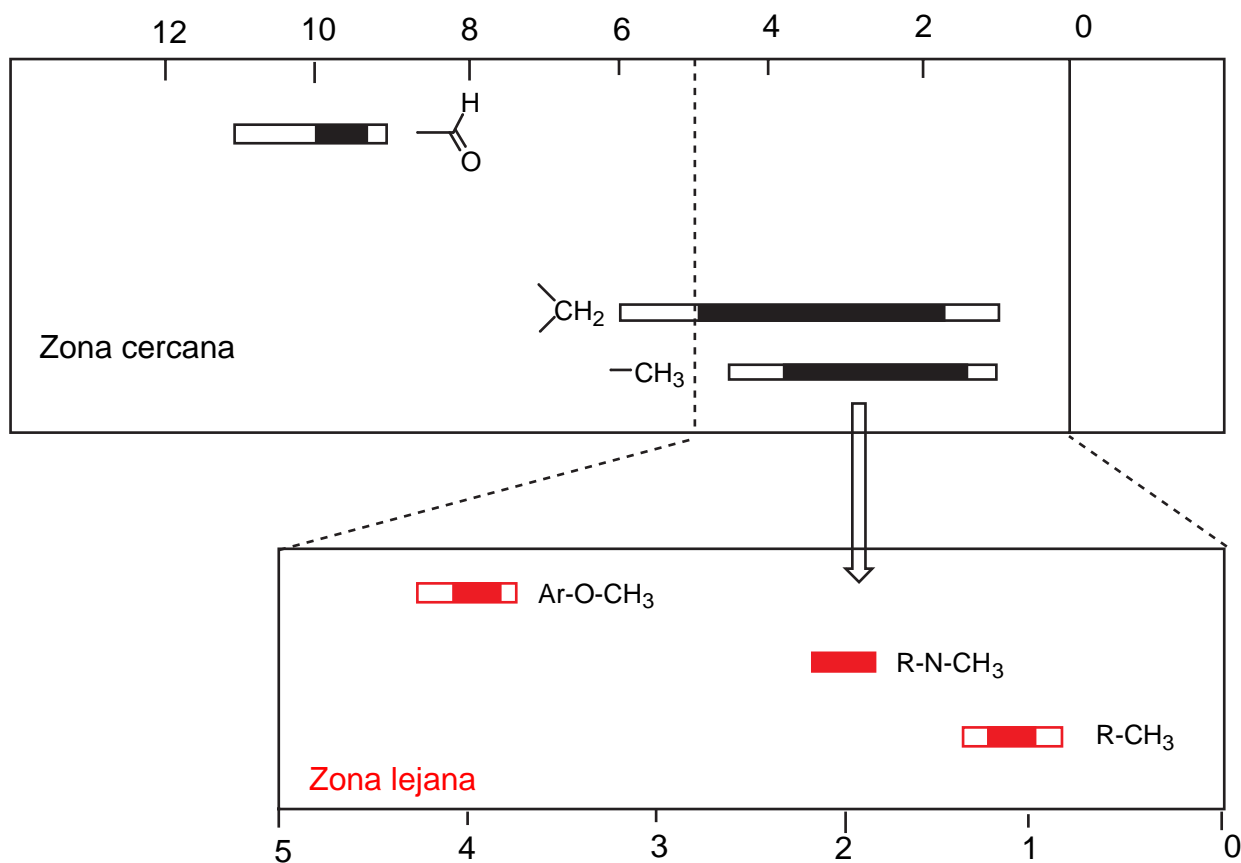 12 10 8 6 4 2 0
H
O
CH2
Zona cercana
CH3
Ar-O-CH3
R-N-CH3
R-CH3
Zona lejana
5 4 3 2 1 0